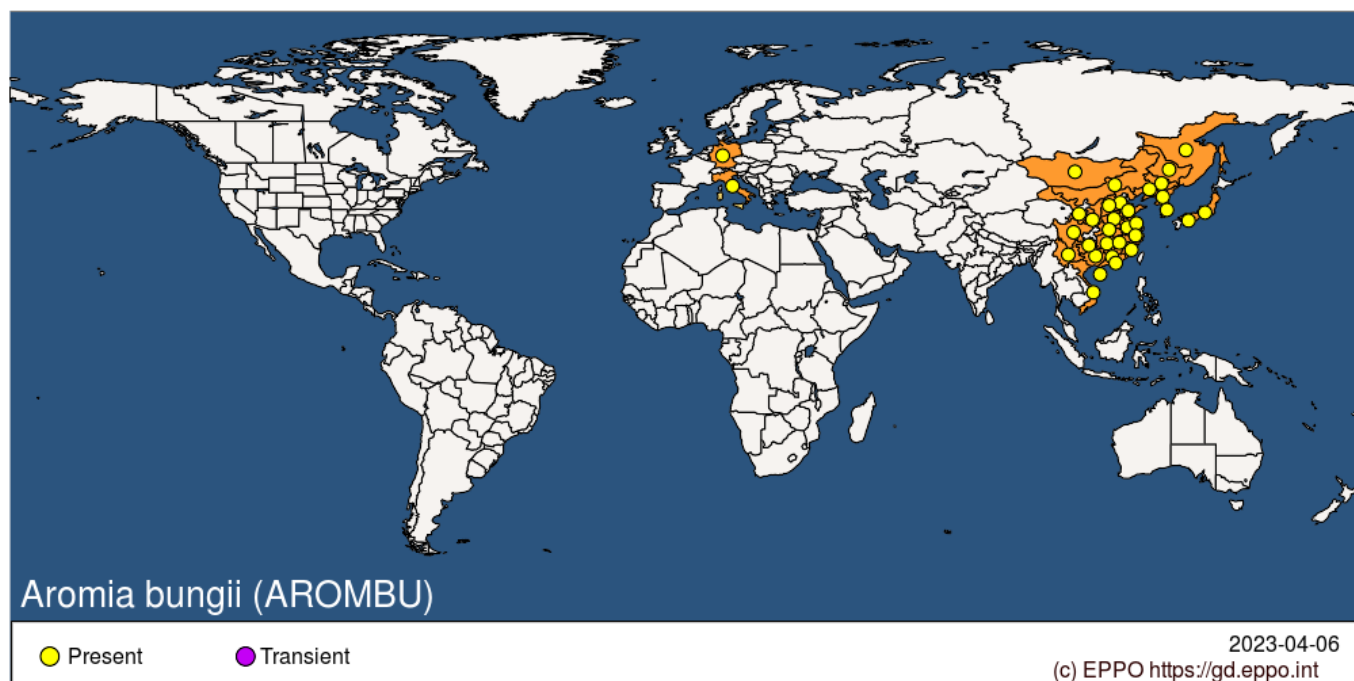 Aromia bungii (AROMBU)
Present
Transient
2023-04-06
(c) EPPO https://gd.eppo.int